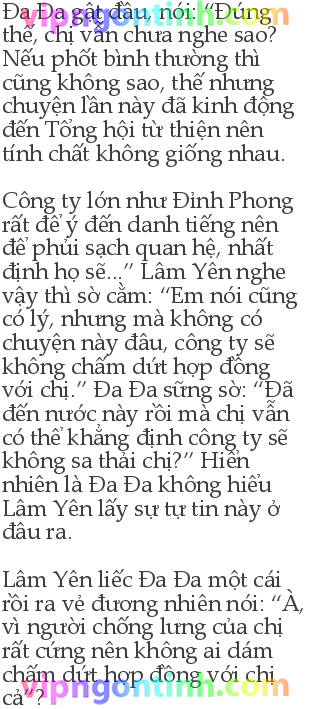 Đa Đa gật đầu, nói: “Đúng
thế, chị vẫn chưa nghe sao?
Nếu phốt bình thường thì
cũng không sao, thế nhưng
chuyện lần này đã kinh động
đến Tổng hội từ thiện nên
tính chất không giống nhau.

Công ty lớn như Đỉnh Phong
rất để ý đến danh tiếng nên
để phủi sạch quan hệ, nhất
định họ sẽ...” Lâm Yên nghe
vậy thì sờ cằm: “Em nói cũng
có lý, nhưng mà không có
chuyện này đâu, công ty sẽ
không chấm dứt hợp đồng
với chị.” Đa Đa sững sờ: “Đã
đến nước này rồi mà chị vẫn
có thể khẳng định công ty sẽ
không sa thải chị?” Hiển
nhiên là Đa Đa không hiểu
Lâm Yên lấy sự tự tin này ở
đâu ra.

Lâm Yên liếc Đa Đa một cái
rồi ra vẻ đương nhiên nói: “À,
vì người chống lưng của chị
rất cứng nên không ai dám
chấm dứt hợp đồng với chị
cả”?
vipngontinh.com
vipngontinh.com